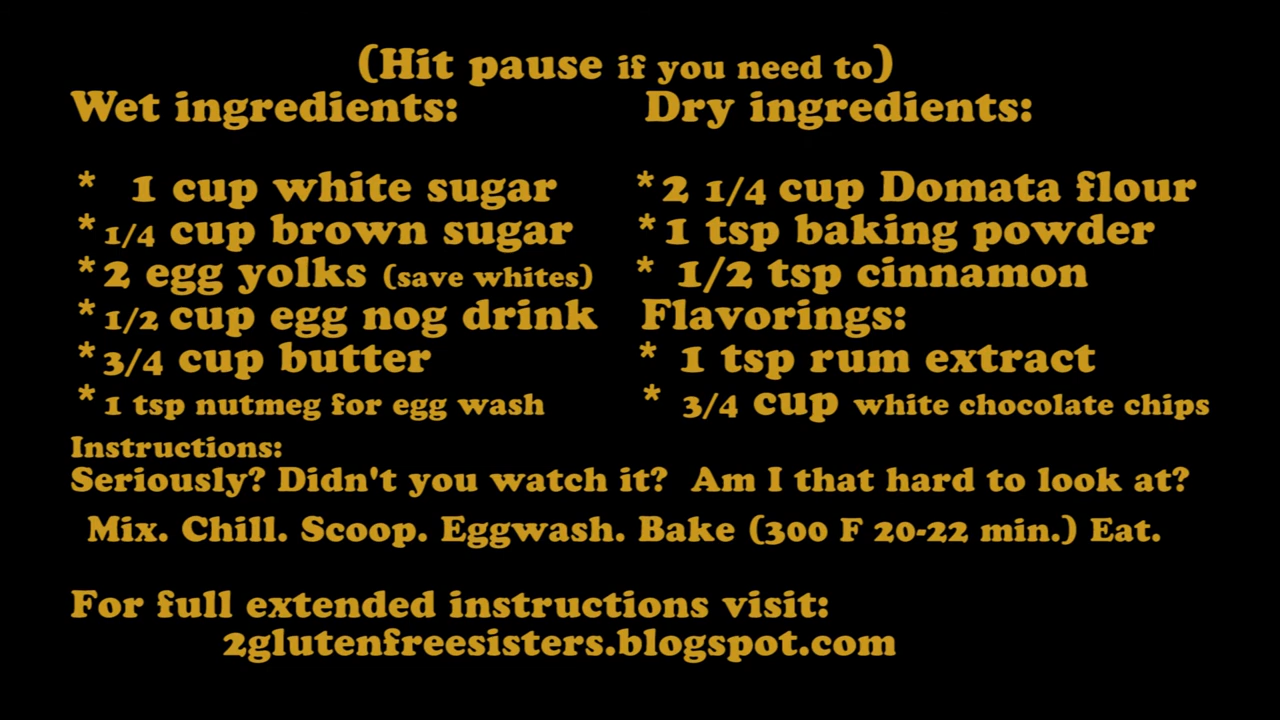 (Hit pause if you need to)
Wet ingredients:
* 1 cup white sugar
* 1/4 cup brown sugar
* 2 egg yolks (save whites)
* 1/2 cup egg nog drink
* 3/4 cup butter
* 1 tsp nutmeg for egg wash
Dry ingredients:
* 2 1/4 cup Domata flour
* 1 tsp baking powder
* 1/2 tsp cinnamon
Flavorings:
* 1 tsp rum extract
* 3/4 cup white chocolate chips
Instructions:
Seriously? Didn't you watch it? Am I that hard to look at?
Mix. Chill. Scoop. Eggwash. Bake (300 F 20-22 min.) Eat.
For full extended instructions visit:
2glutenfreesisters.blogspot.com